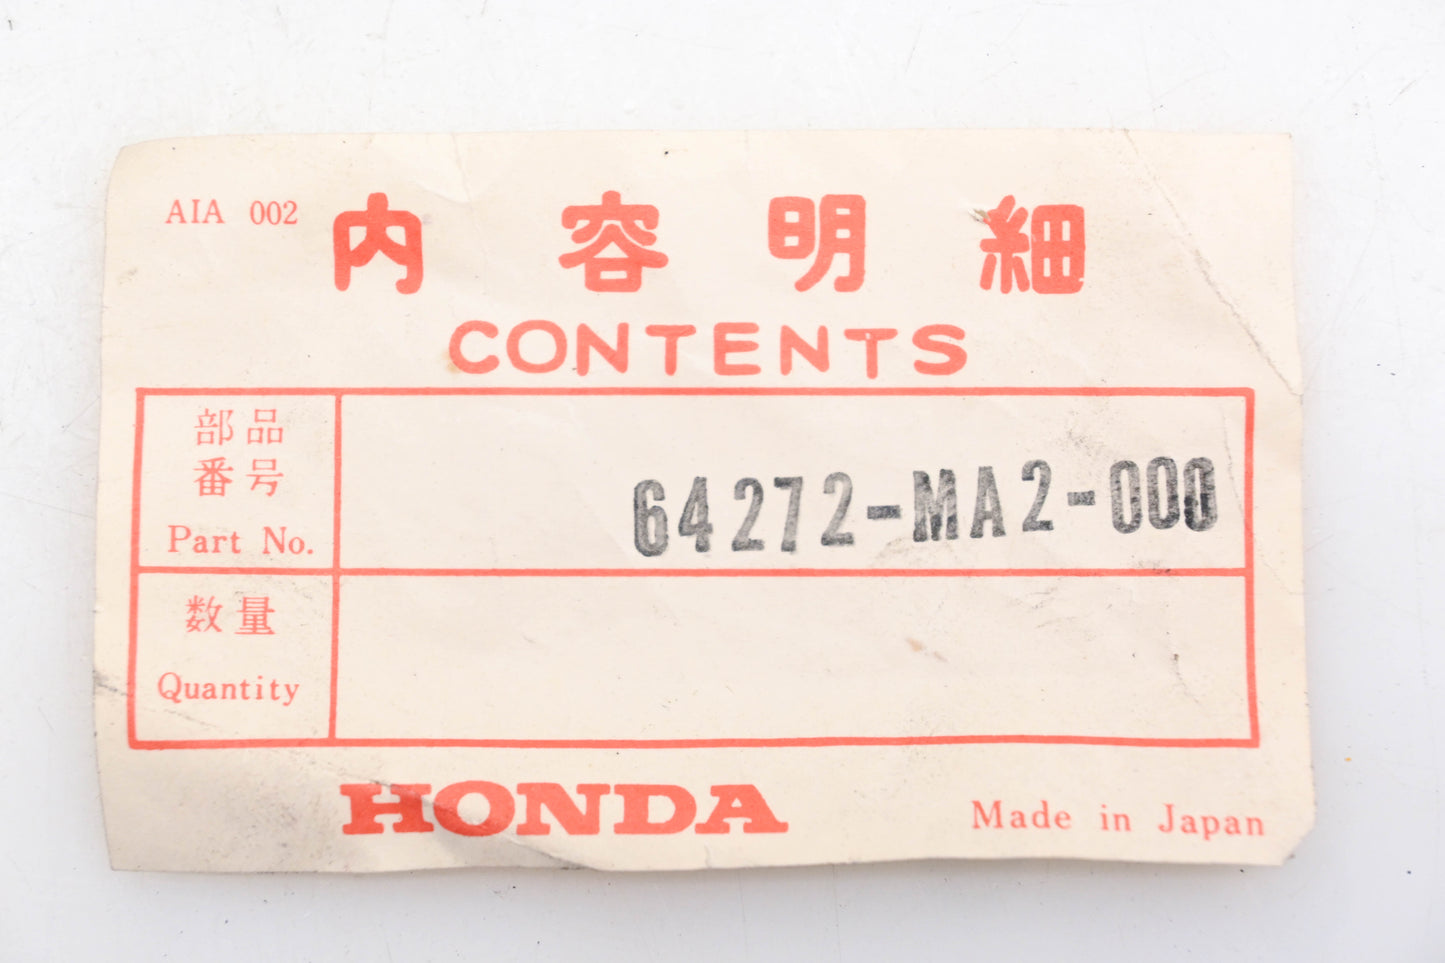 AIA 002
内容明細
CONTENTS
部品
番号
Part No.
64272-MA2-000
数量
Quantity
HONDA
Made in Japan